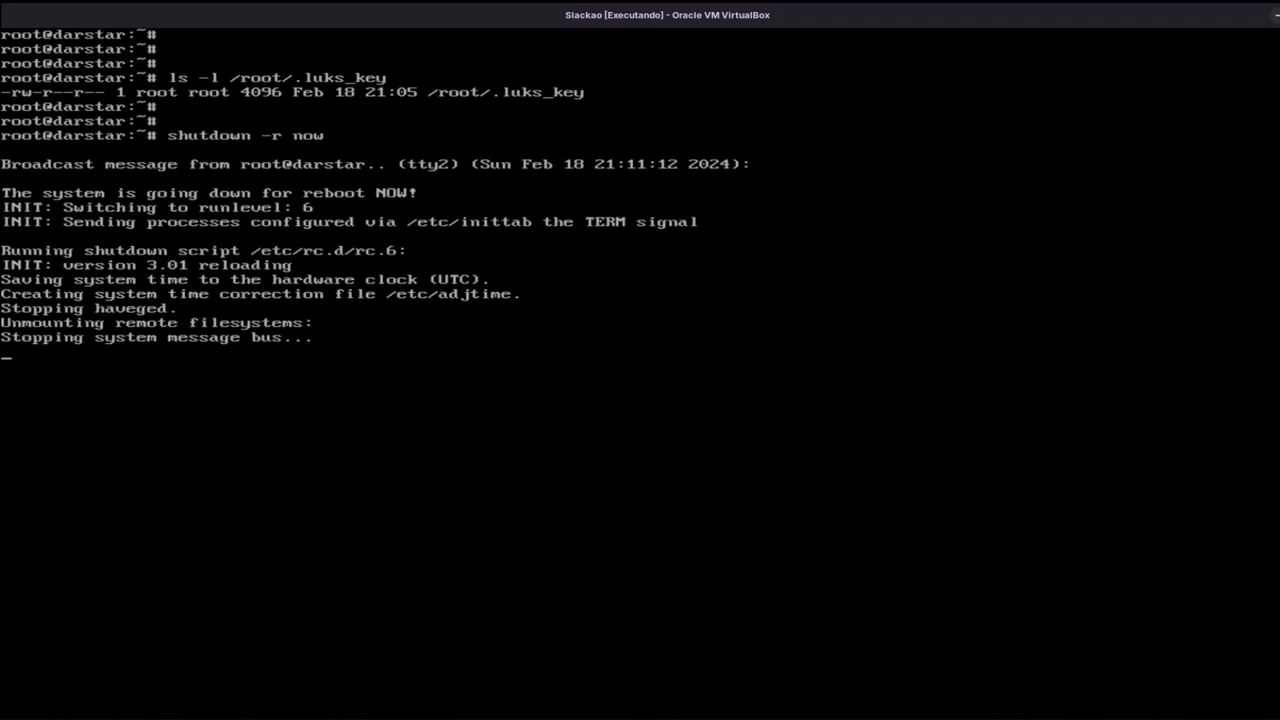 Slackao [Executando] - Oracle VM VirtualBox
root@darstar:~#
root@darstar:~#
root@darstar:~#
root@darstar:~# ls -l /root/.luks_key
-rw-r--r-- 1 root root 4096 Feb 18 21:05 /root/.luks_key
root@darstar:~#
root@darstar:~#
root@darstar:~# shutdown -r now
Broadcast message from root@darstar.. (tty2) (Sun Feb 18 21:11:12 2024):
The system is going down for reboot NOW!
INIT: Switching to runlevel: 6
INIT: Sending processes configured via /etc/inittab the TERM signal
Running shutdown script /etc/rc.d/rc.6:
INIT: version 3.01 reloading
Saving system time to the hardware clock (UTC).
Creating system time correction file /etc/adjtime.
Stopping haveged.
Unmounting remote filesystems:
Stopping system message bus...
_